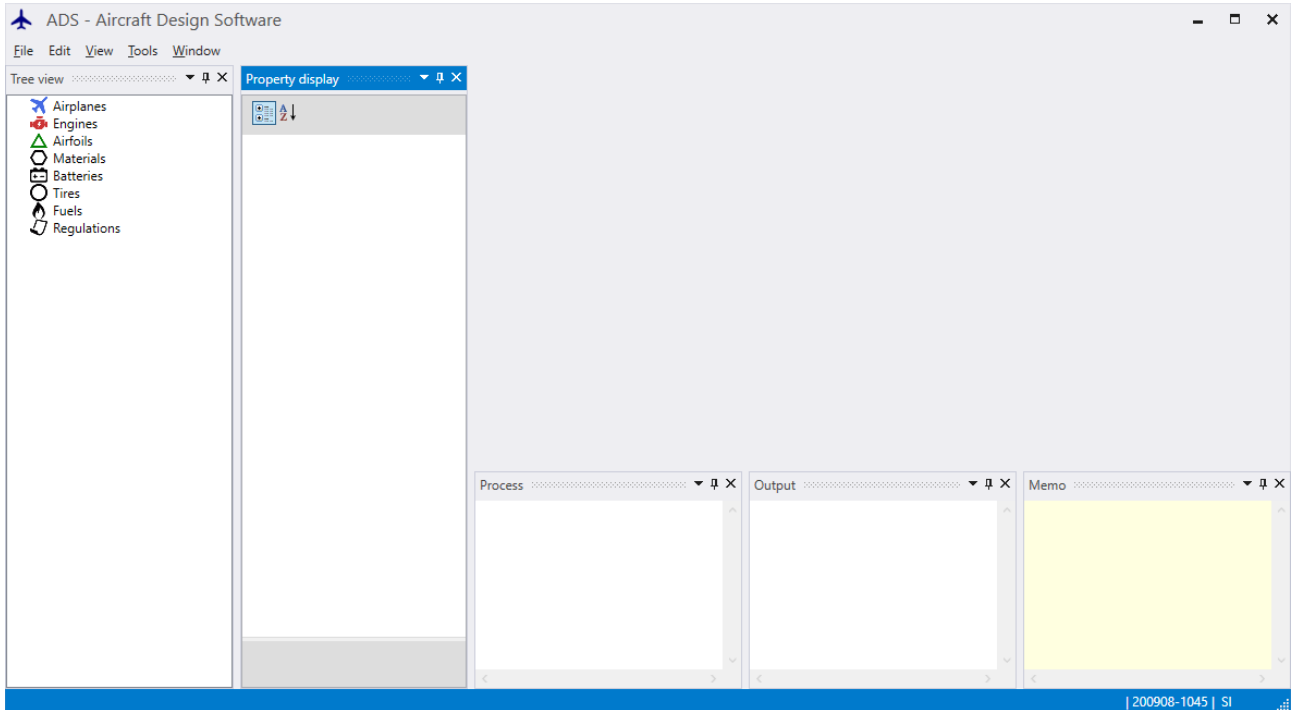 ADS - Aircraft Design Software
File Edit View Tools Window
Tree view
Property display
Airplanes
Engines
Airfoils
Materials
Batteries
Tires
Fuels
Regulations
A
Z
Process
Output
Memo
| 200908-1045 | SI